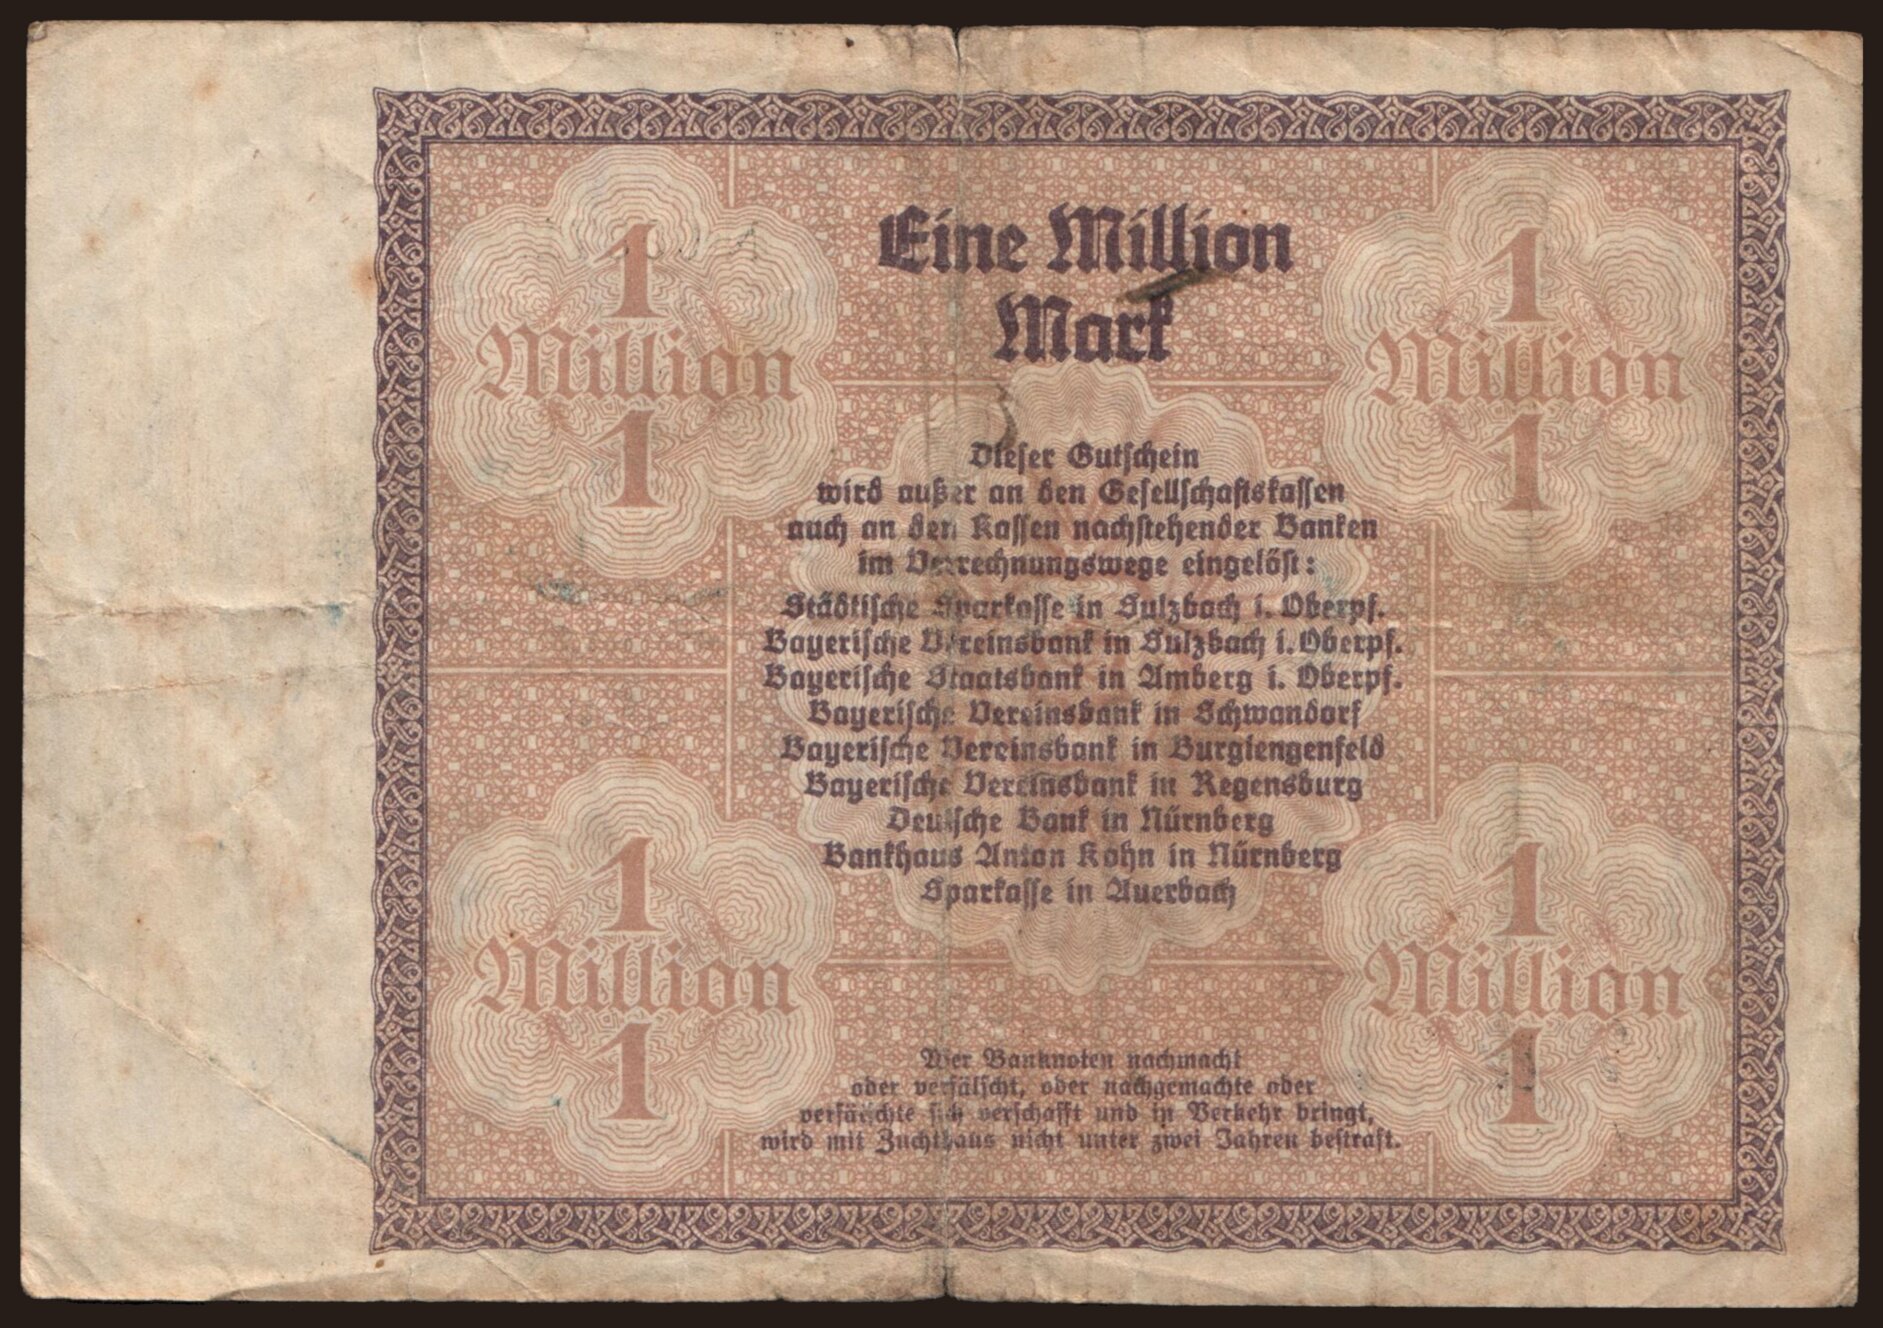 1
Million
1
1
Million
1
Eine Million
Mark
Dieser Gutschein
wird außer an den Gesellschaftskassen
auch an den Kassen nachstehender Banken
im Verrechnungswege eingelöst:
Städtische Sparkasse in Sulzbach i. Oberpf.
Bayerische Vereinsbank in Sulzbach i. Oberpf.
Bayerische Staatsbank in Amberg i. Oberpf.
Bayerische Vereinsbank in Schwandorf
Bayerische Vereinsbank in Burglengenfeld
Bayerische Vereinsbank in Regensburg
Deutsche Bank in Nürnberg
Bankhaus Anton Kohn in Nürnberg
Sparkasse in Auerbach
1
Million
1
1
Million
1
Wer Banknoten nachmacht
oder verfälscht, oder nachgemachte oder
verfälschte sich verschafft und in Verkehr bringt,
wird mit Zuchthaus nicht unter zwei Jahren bestraft.